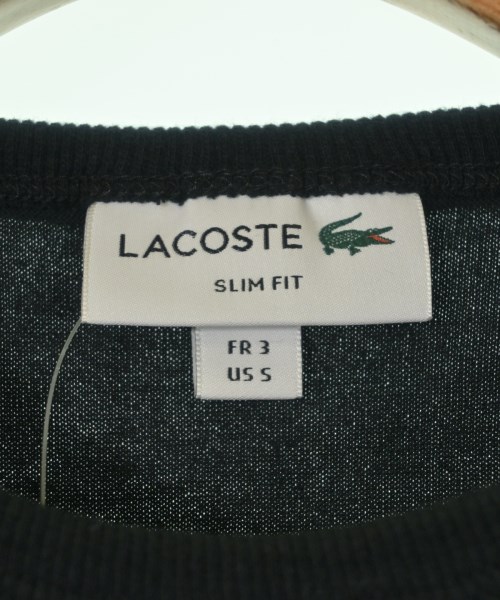 LACOSTE
SLIM FIT
FR 3
US S